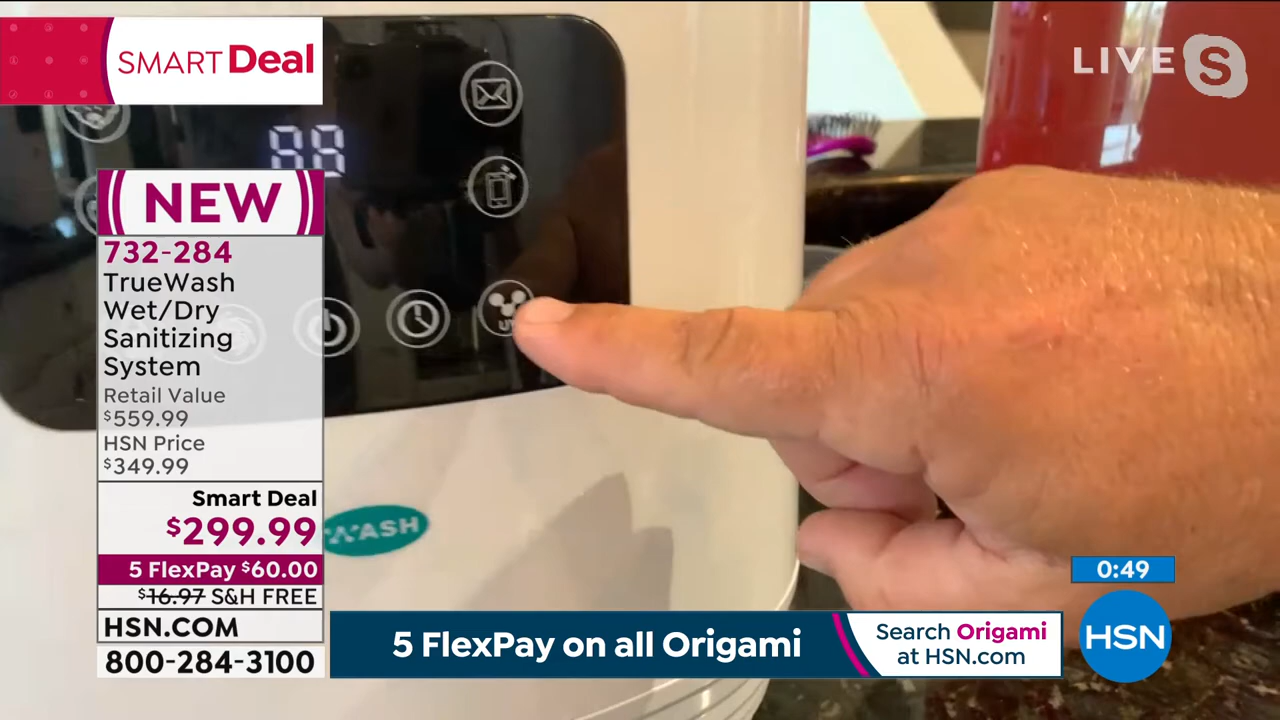 SMART Deal
LIVE S
88
NEW
732-284
TrueWash
Wet/Dry
Sanitizing
System
Retail Value
$559.99
HSN Price
$349.99
Smart Deal
$299.99
5 FlexPay $60.00
$16.97 S&H FREE
HSN.COM
800-284-3100
UV
WASH
0:49
5 FlexPay on all Origami
Search Origami
at HSN.com
HSN